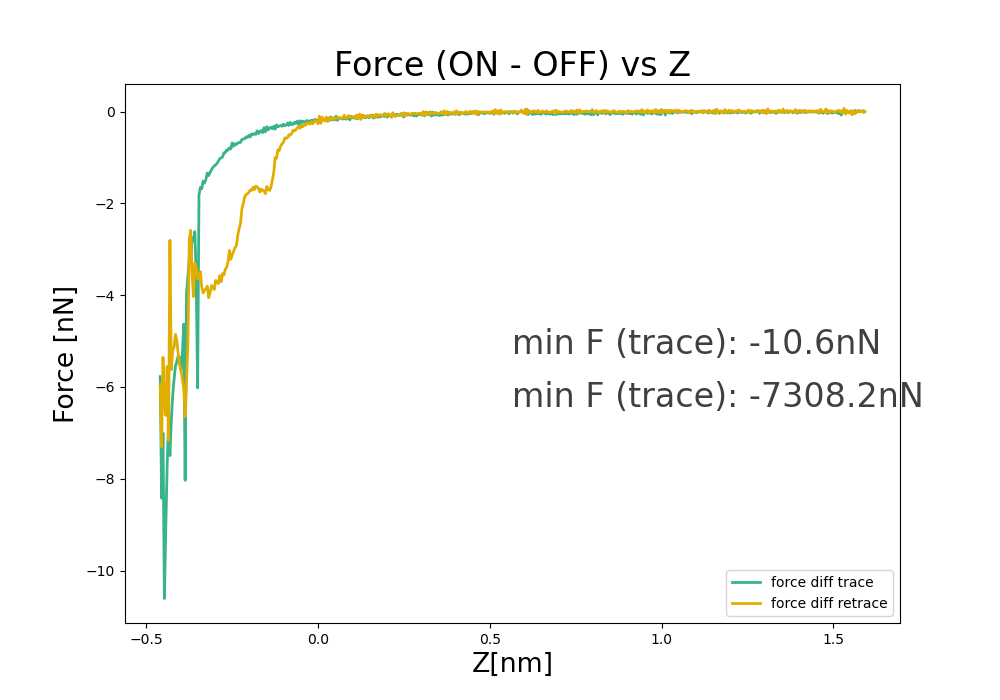 Force (ON - OFF) vs Z
0
−2
−4
−6
−8
−10
Force [nN]
min F (trace): -10.6nN
min F (trace): -7308.2nN
force diff trace
force diff retrace
−0.5
0.0
0.5
1.0
1.5
Z[nm]